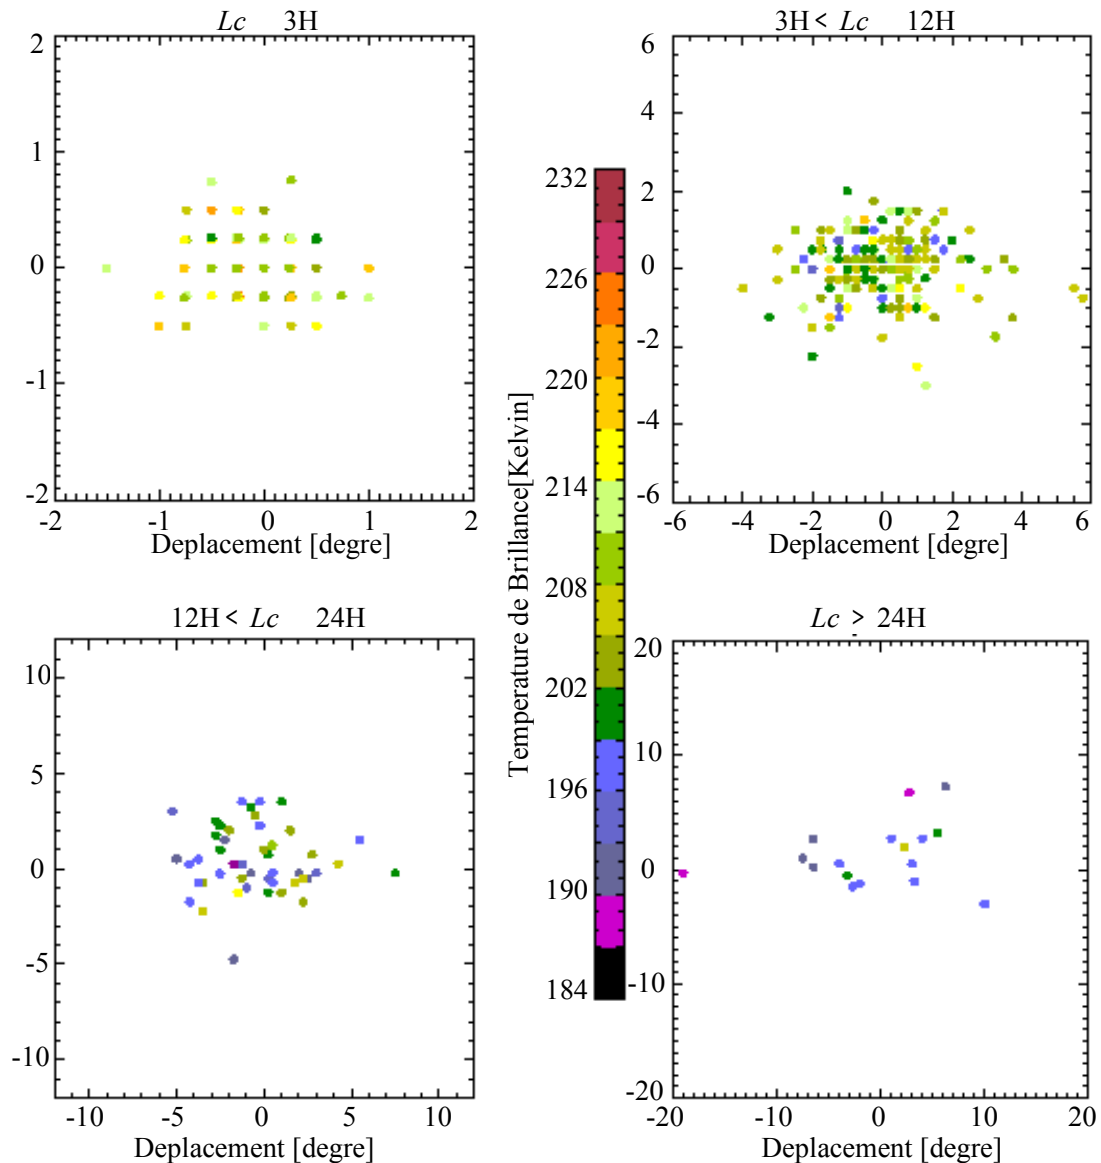 Lc 3H
3H < Lc 12H
2
1
0
-1
-2
-2 -1 0 1 2
Deplacement [degre]
6
4
2
0
-2
-4
-6
-6 -4 -2 0 2 4 6
Deplacement [degre]
Temperature de Brillance[Kelvin]
232
226
220
214
208
202
196
190
184
12H < Lc 24H
Lc > 24H
10
5
0
-5
-10
-10 -5 0 5 10
Deplacement [degre]
20
10
0
-10
-20
-20 -10 0 10 20
Deplacement [degre]